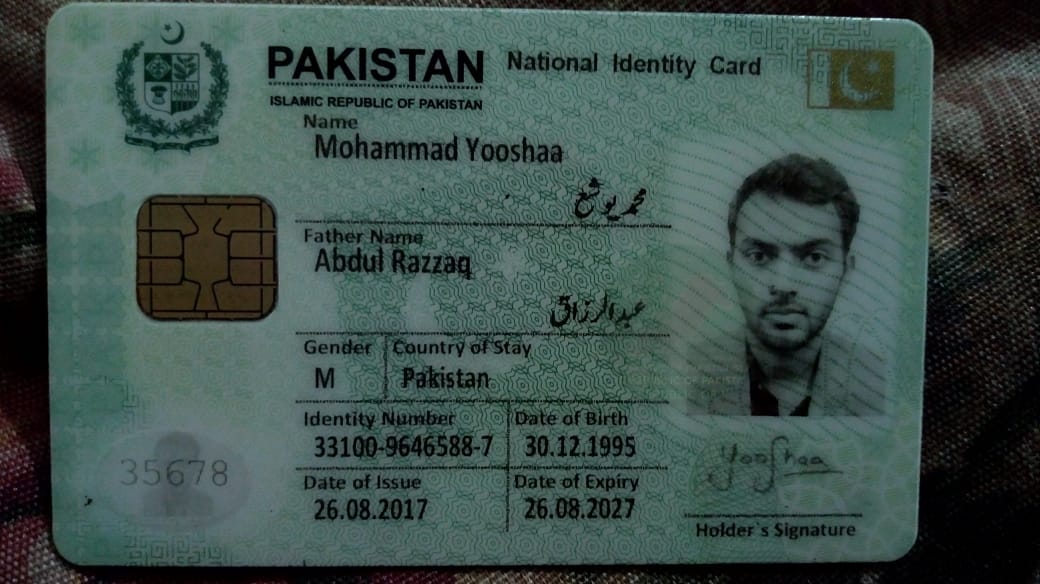 PAKISTAN National Identity Card
ISLAMIC REPUBLIC OF PAKISTAN
Name
Mohammad Yooshaa
محمد یوشع
Father Name
Abdul Razzaq
عبدالرزاق
Gender Country of Stay
M Pakistan
Identity Number Date of Birth
33100-9646588-7 30.12.1995
Date of Issue Date of Expiry
26.08.2017 26.08.2027
35678
Yooshaa
Holder's Signature